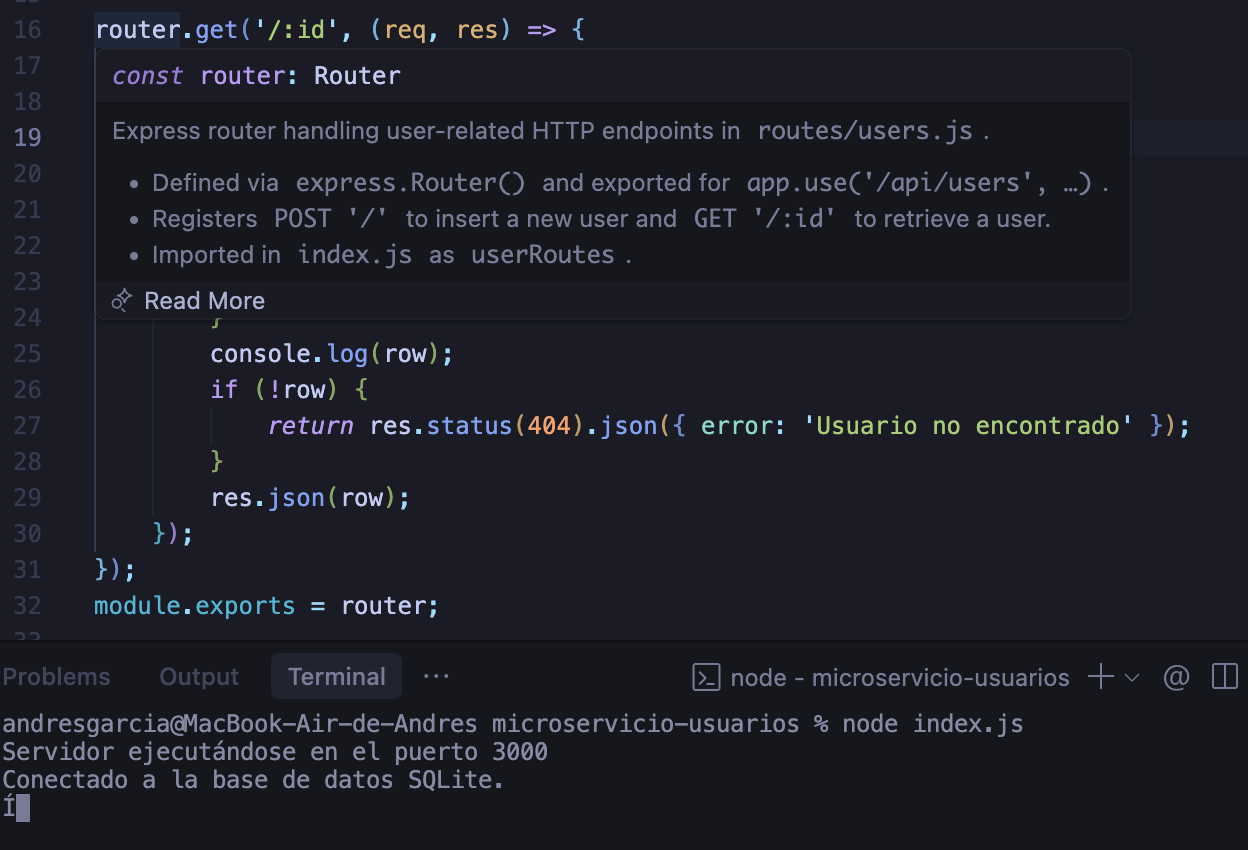 16 router.get('/:id', (req, res) => {
17
const router: Router
18
Express router handling user-related HTTP endpoints in routes/users.js .
19
20
• Defined via express.Router() and exported for app.use('/api/users', …) .
21
• Registers POST '/' to insert a new user and GET '/:id' to retrieve a user.
22
• Imported in index.js as userRoutes .
23
Read More
24 }
25 console.log(row);
26 if (!row) {
27 return res.status(404).json({ error: 'Usuario no encontrado' });
28 }
29 res.json(row);
30 });
31 });
32 module.exports = router;
33
Problems Output Terminal ··· node - microservicio-usuarios
andresgarcia@MacBook-Air-de-Andres microservicio-usuarios % node index.js
Servidor ejecutándose en el puerto 3000
Conectado a la base de datos SQLite.
Í